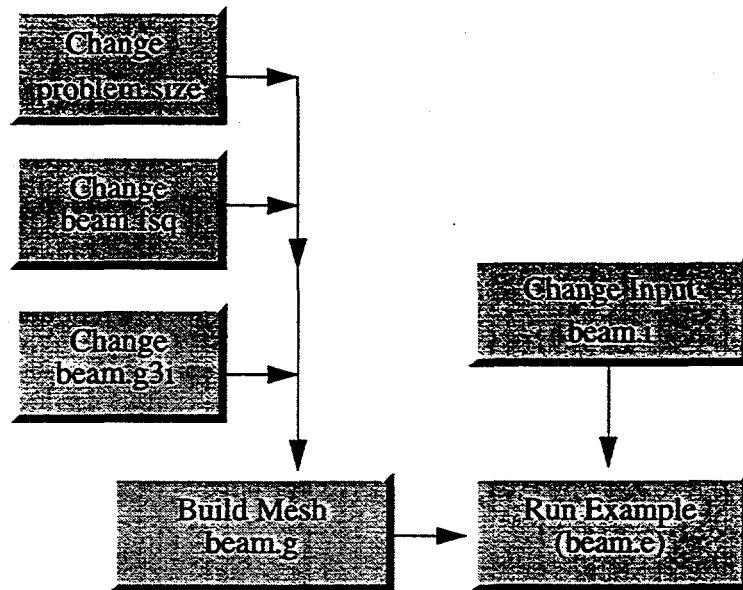 Change
problem.size
Change
beam.fsq
Change
beam.g3i
Change Input
beam.i
Build Mesh
beam.g
Run Example
(beam.e)